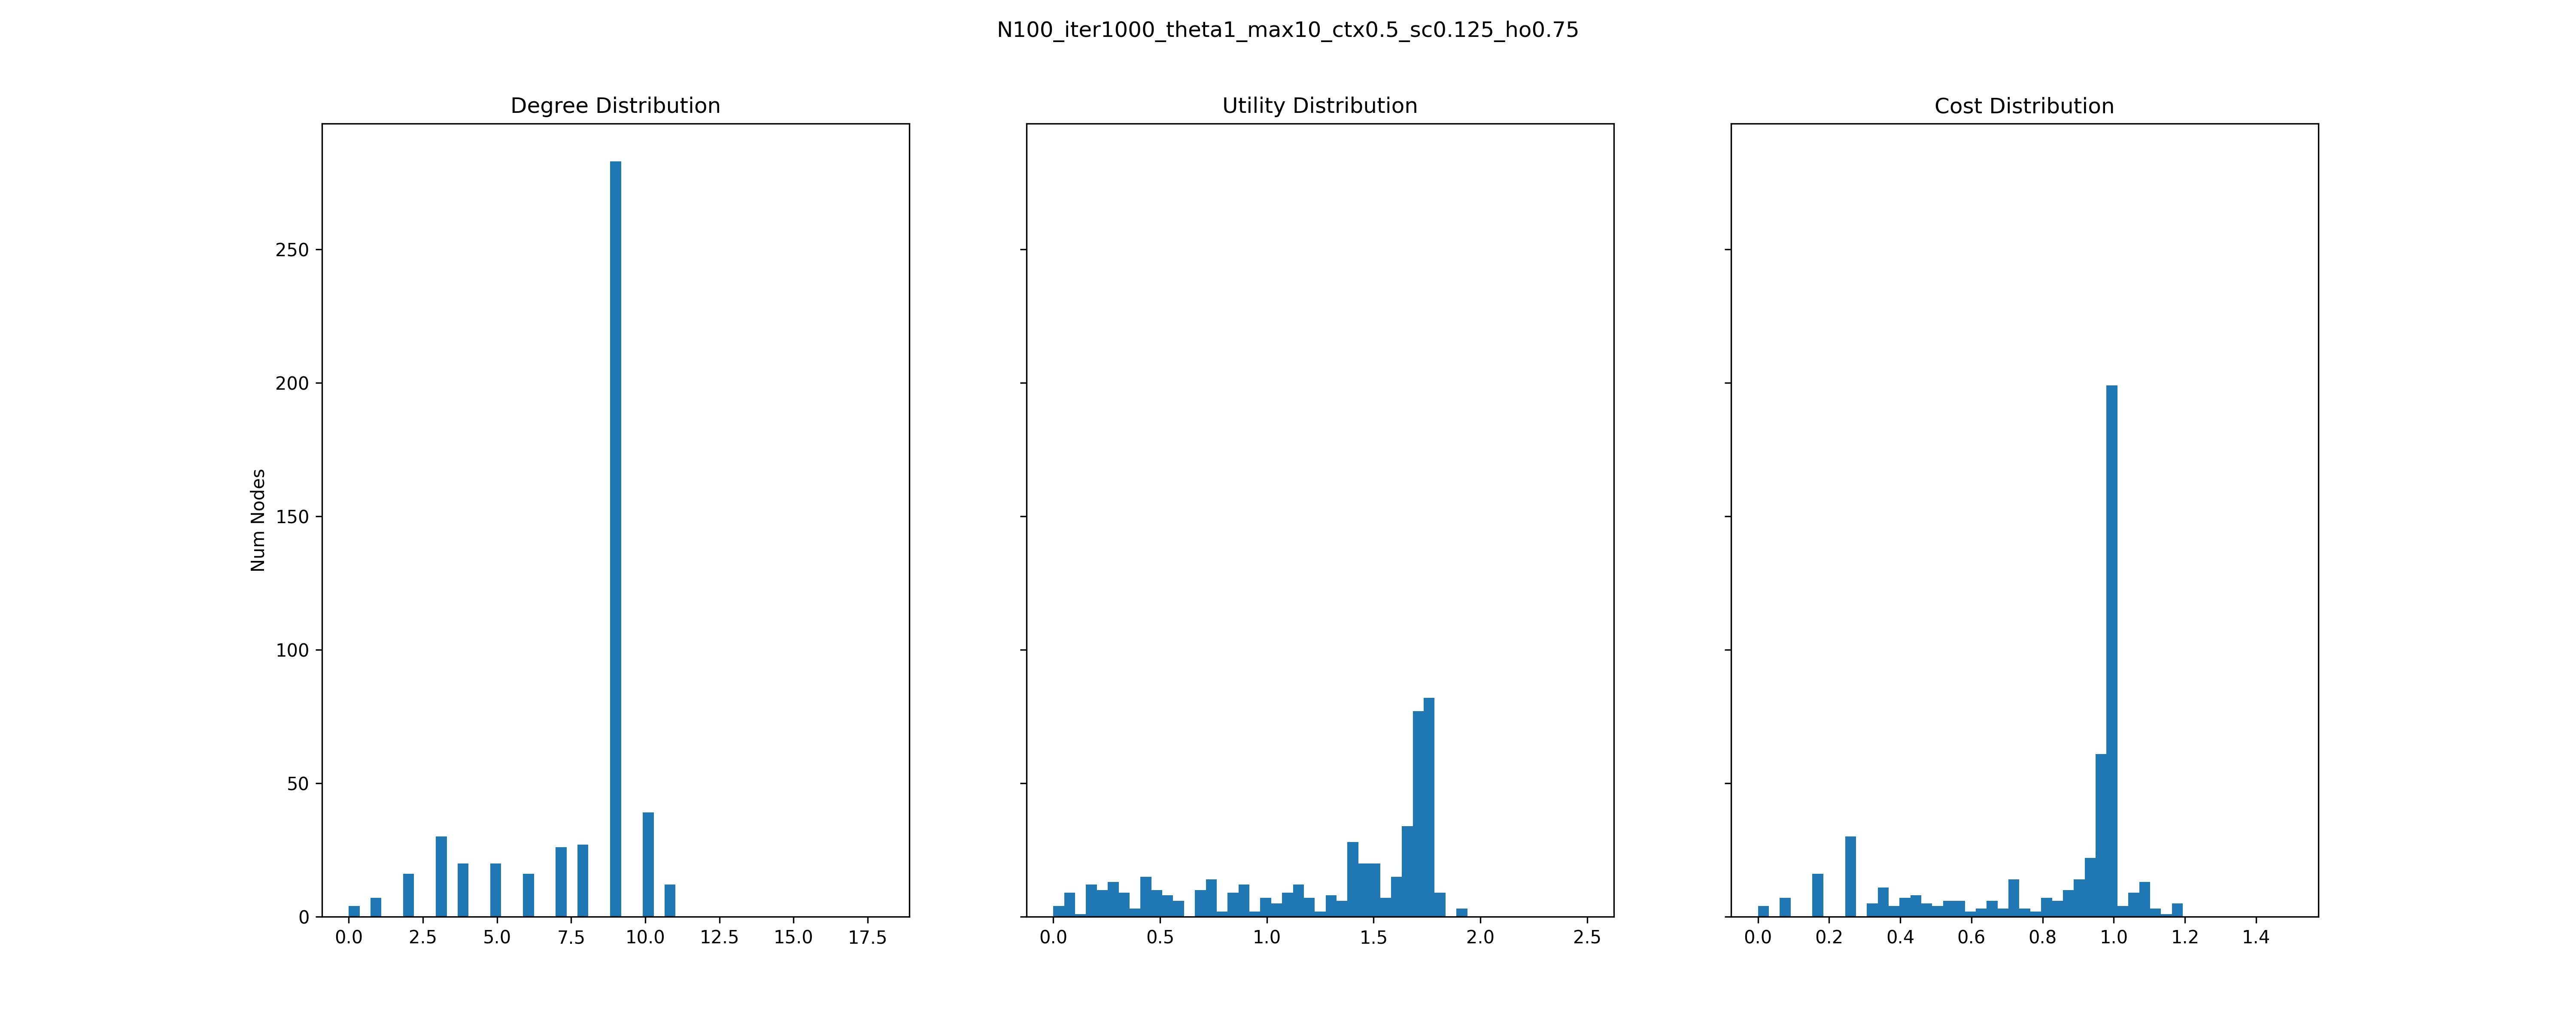 N100_iter1000_theta1_max10_ctx0.5_sc0.125_ho0.75
Degree Distribution
Utility Distribution
Cost Distribution
Num Nodes
250
200
150
100
50
0
0.0 2.5 5.0 7.5 10.0 12.5 15.0 17.5
0.0 0.5 1.0 1.5 2.0 2.5
0.0 0.2 0.4 0.6 0.8 1.0 1.2 1.4